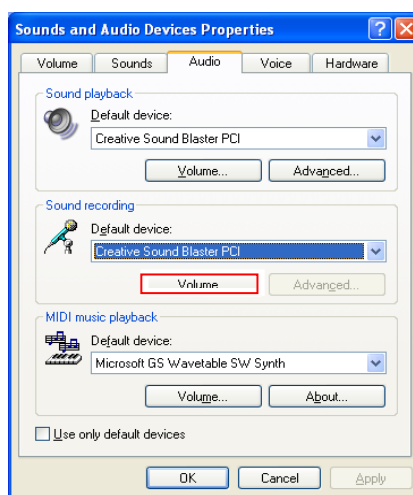 Sounds and Audio Devices Properties
Volume Sounds Audio Voice Hardware
Sound playback
Default device:
Creative Sound Blaster PCI
Volume... Advanced...
Sound recording
Default device:
Creative Sound Blaster PCI
Volume Advanced...
MIDI music playback
Default device:
Microsoft GS Wavetable SW Synth
Volume... About...
Use only default devices
OK Cancel Apply